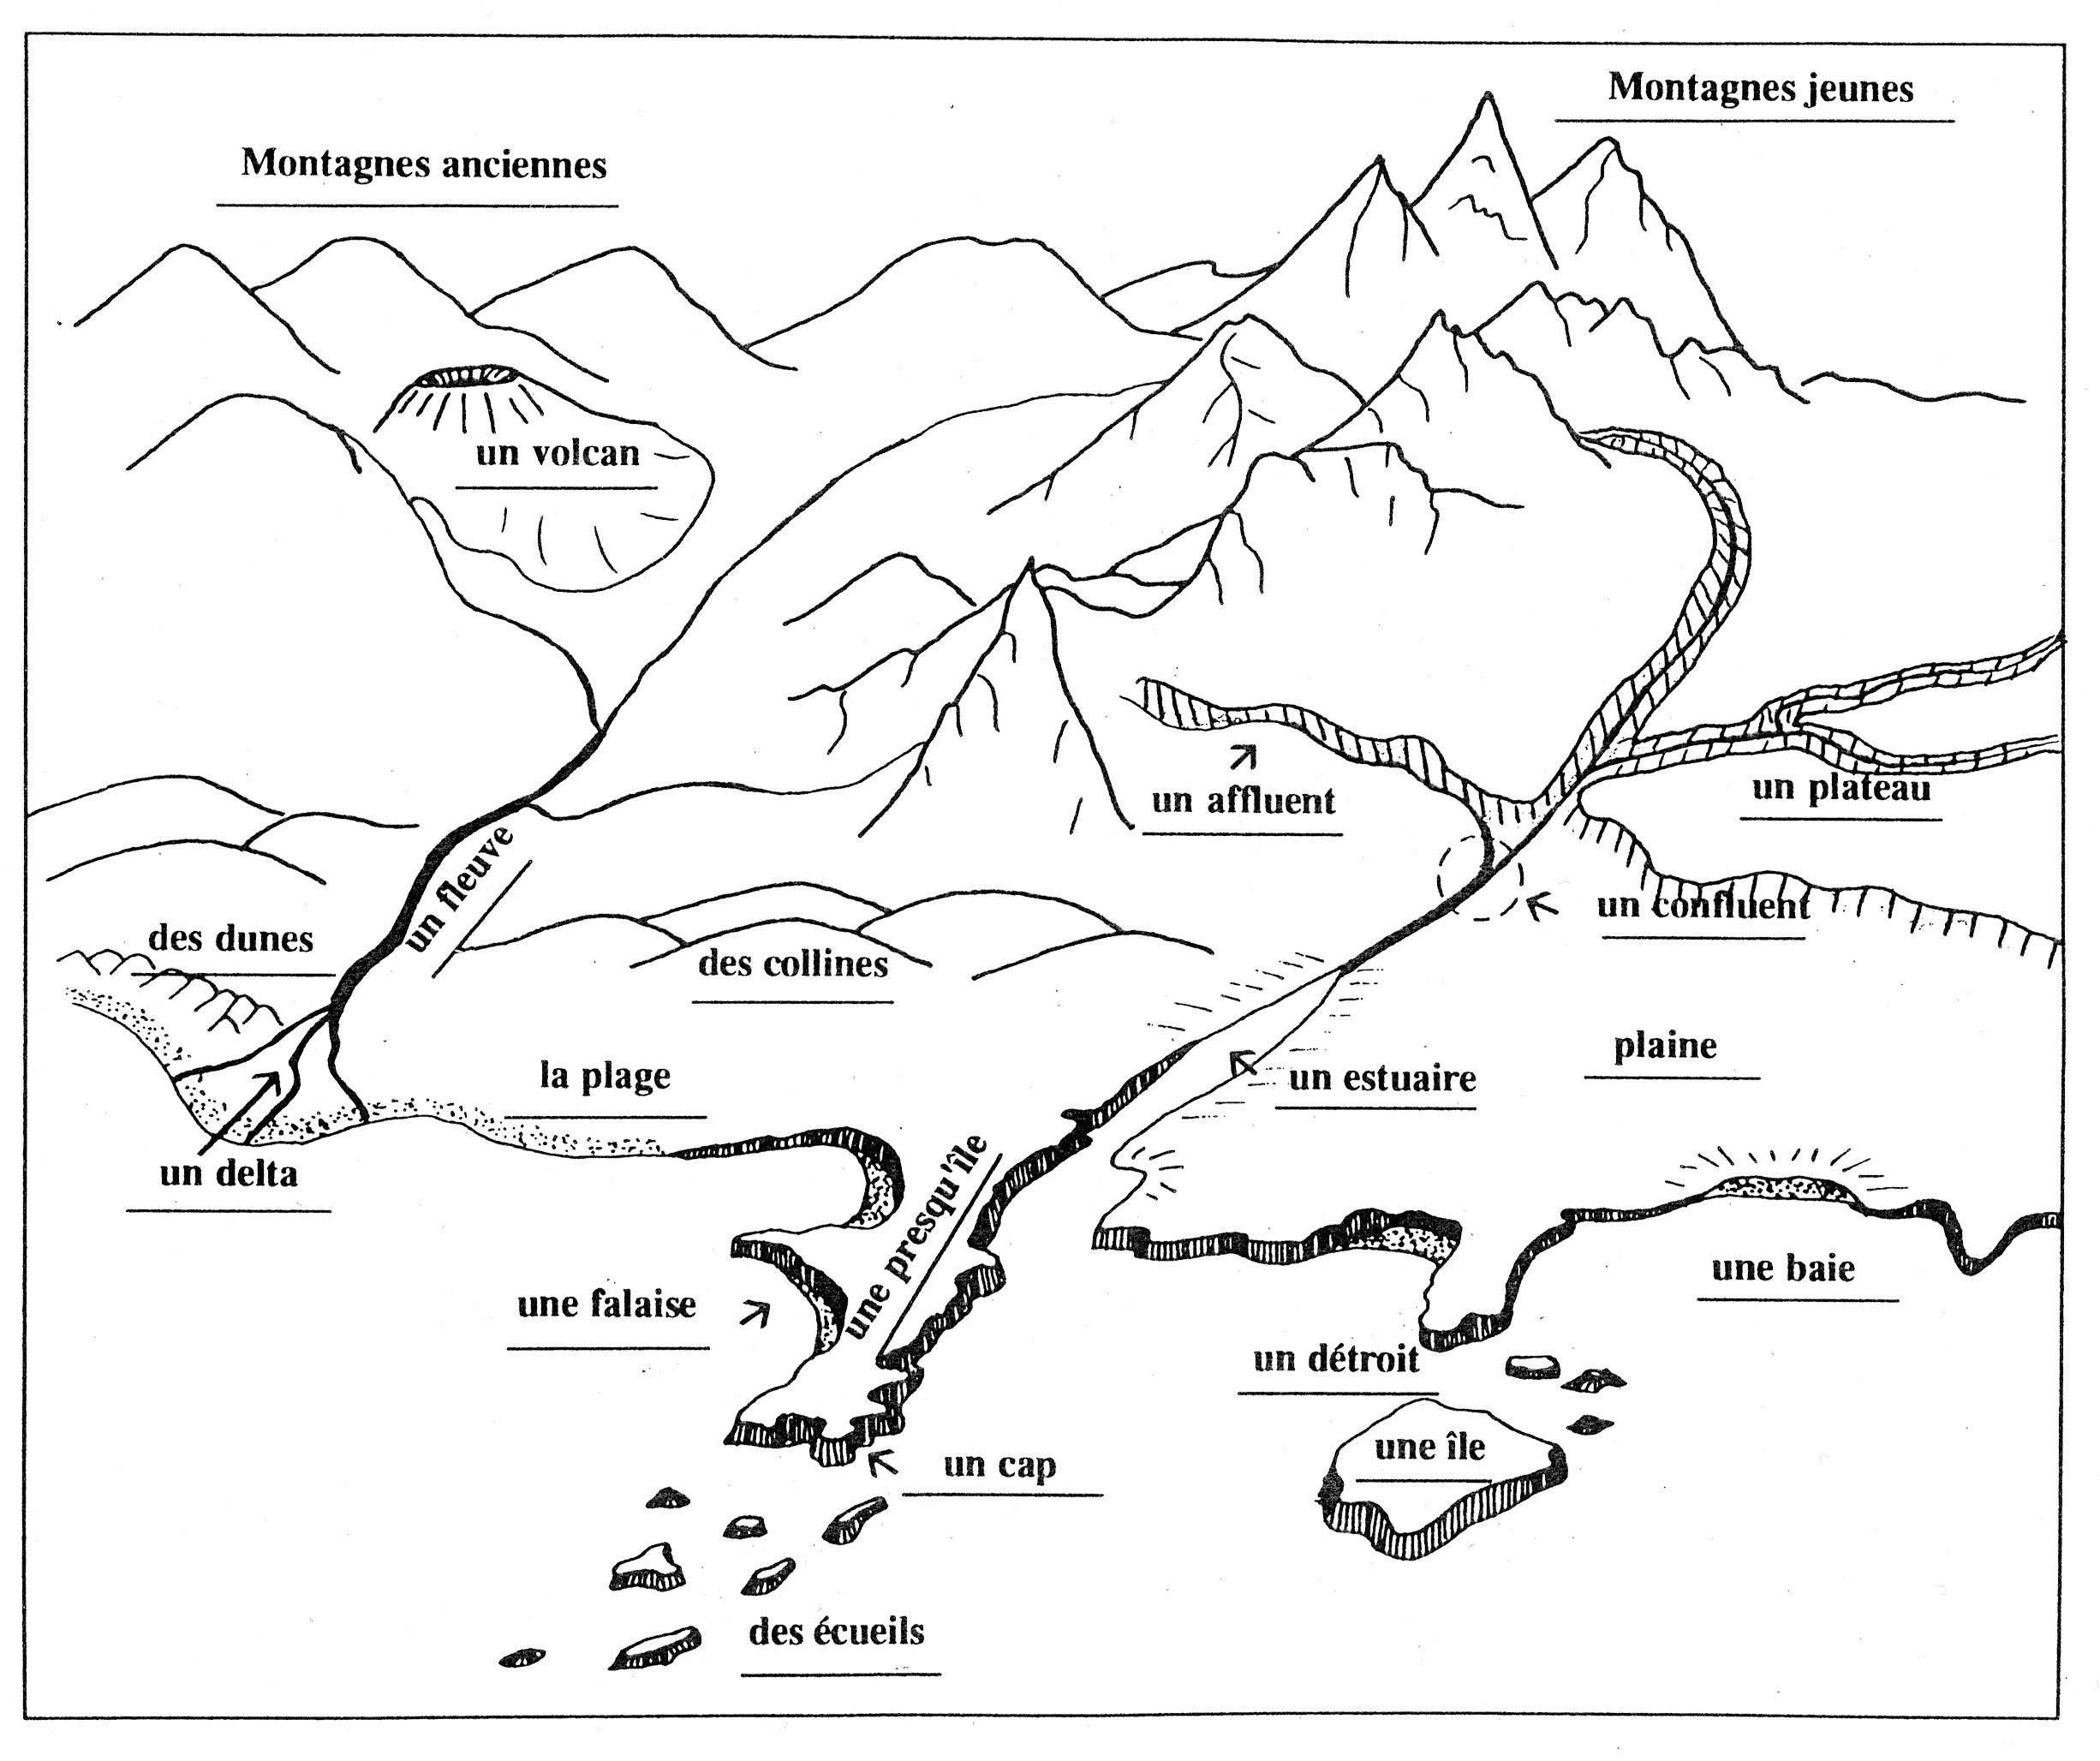 Montagnes jeunes
Montagnes anciennes
un volcan
un affluent
un plateau
un fleuve
un confluent
des dunes
des collines
la plage
un estuaire
plaine
un delta
une presqu'île
une falaise
une baie
un détroit
une île
un cap
des écueils